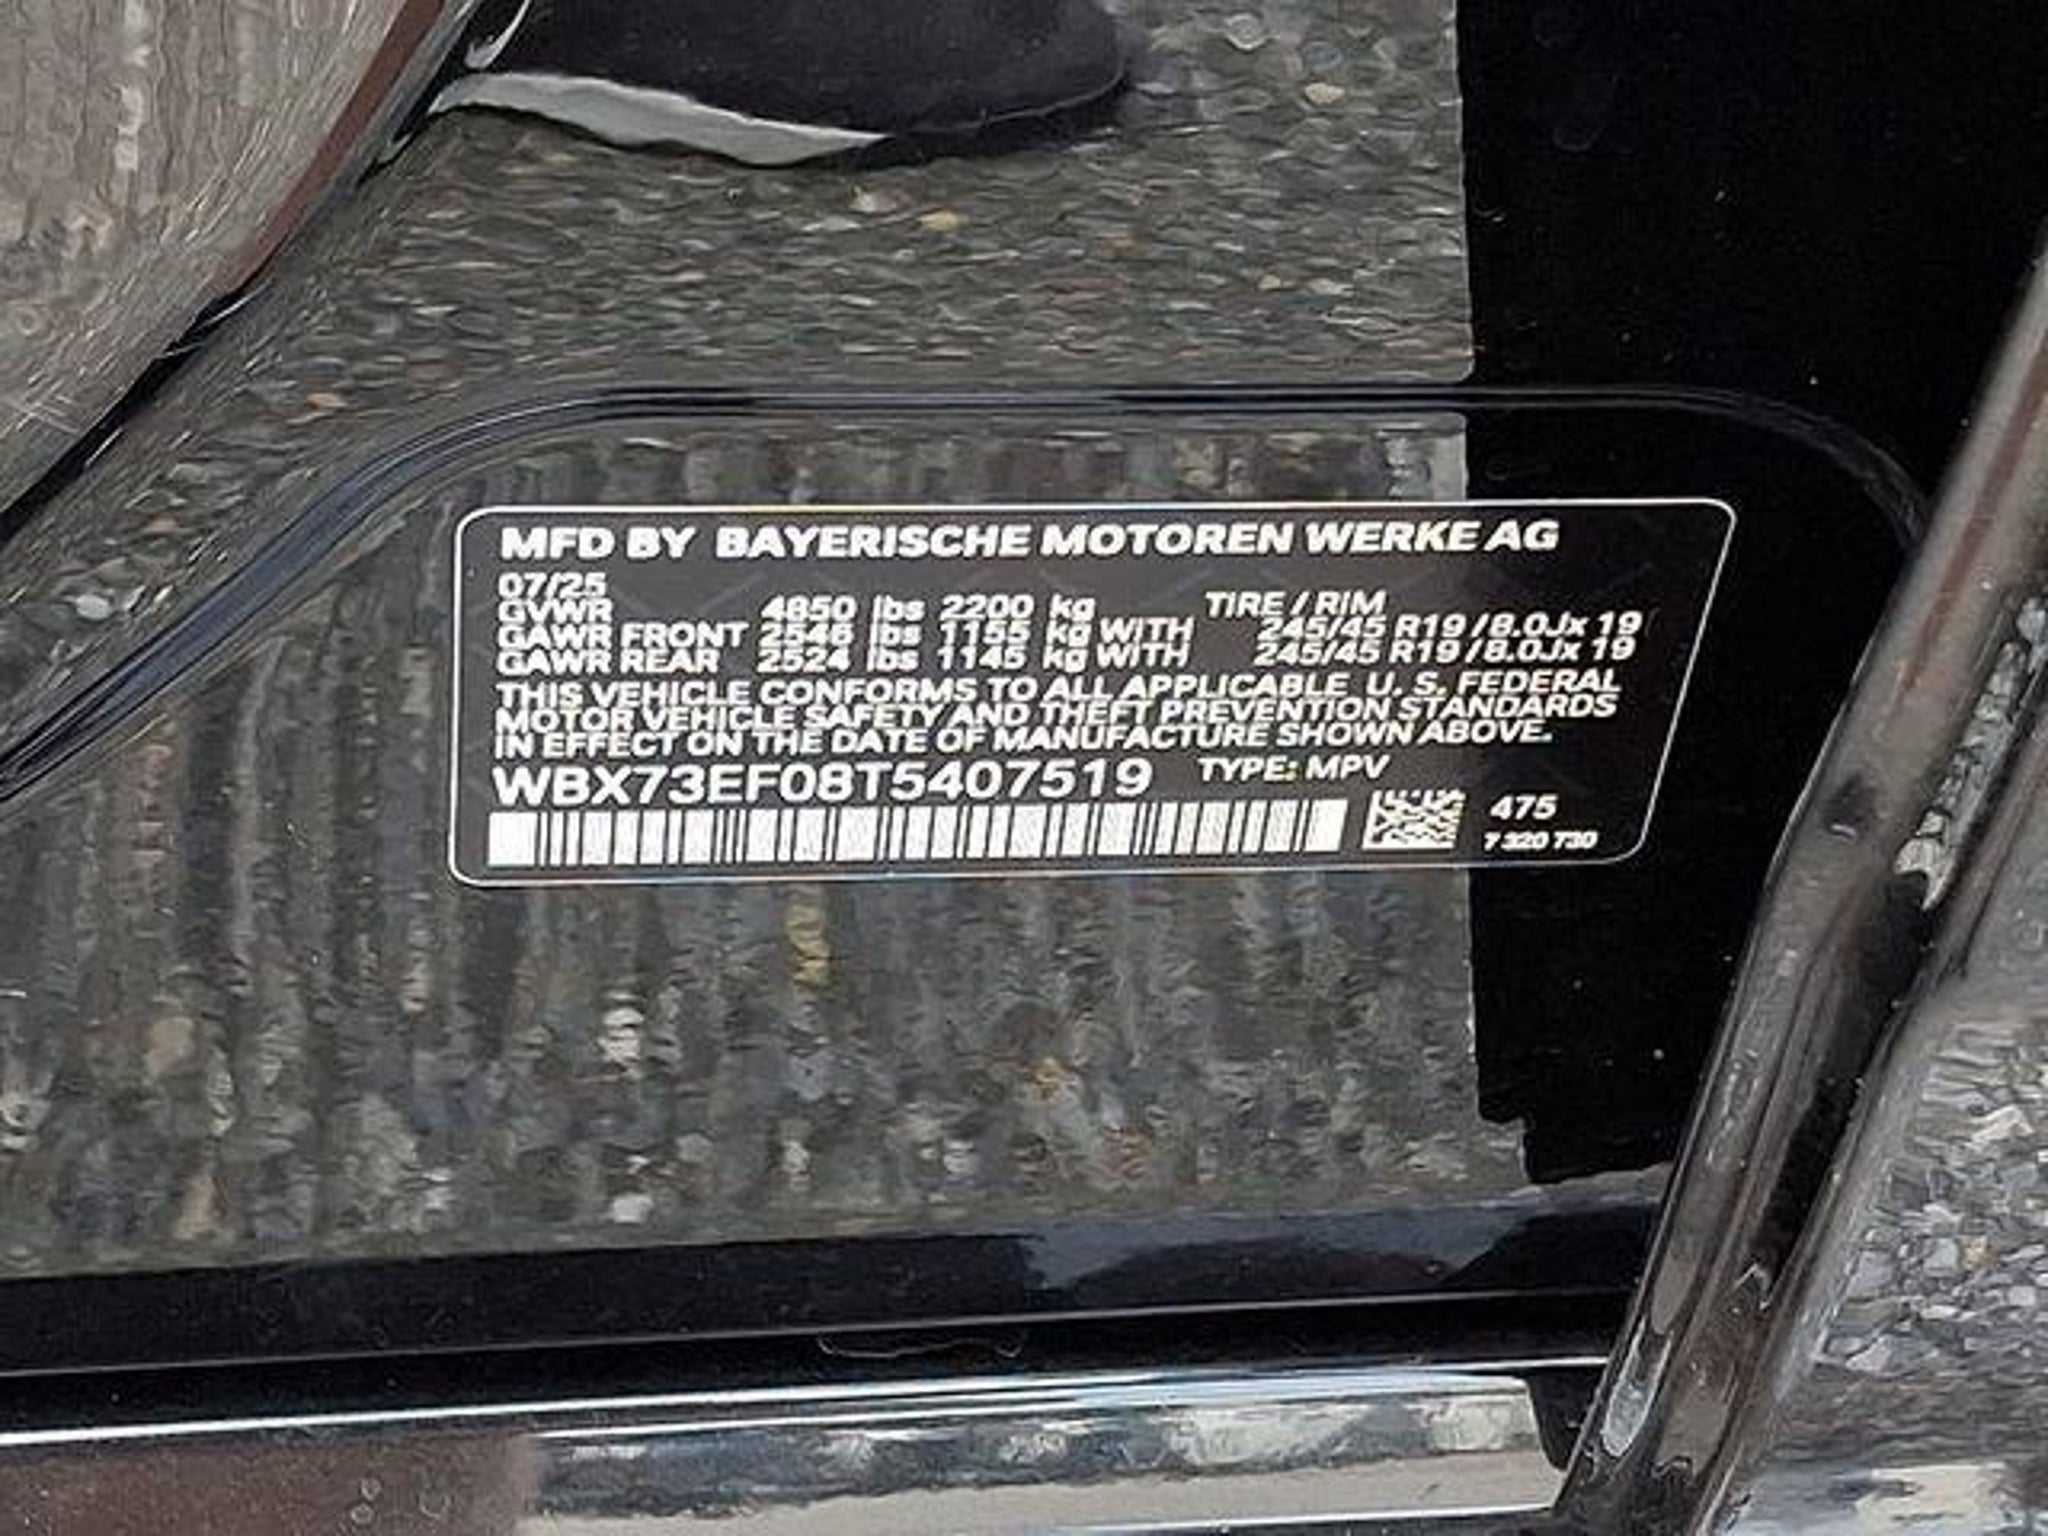 MFD BY BAYERISCHE MOTOREN WERKE AG
07/25
GVWR 4850 lbs 2200 kg TIRE / RIM
GAWR FRONT 2546 lbs 1155 kg WITH 245/45 R19 / 8.0Jx 19
GAWR REAR 2524 lbs 1145 kg WITH 245/45 R19 / 8.0Jx 19
THIS VEHICLE CONFORMS TO ALL APPLICABLE U. S. FEDERAL
MOTOR VEHICLE SAFETY AND THEFT PREVENTION STANDARDS
IN EFFECT ON THE DATE OF MANUFACTURE SHOWN ABOVE.
WBX73EF08T5407519 TYPE: MPV
475
7 320 730